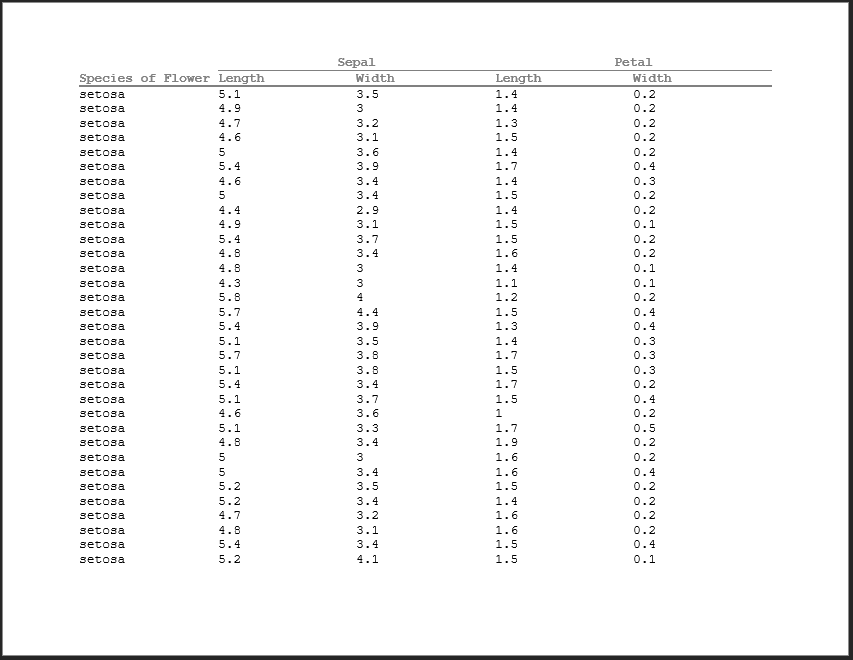 Sepal Petal
Species of Flower Length Width Length Width
setosa 5.1 3.5 1.4 0.2
setosa 4.9 3 1.4 0.2
setosa 4.7 3.2 1.3 0.2
setosa 4.6 3.1 1.5 0.2
setosa 5 3.6 1.4 0.2
setosa 5.4 3.9 1.7 0.4
setosa 4.6 3.4 1.4 0.3
setosa 5 3.4 1.5 0.2
setosa 4.4 2.9 1.4 0.2
setosa 4.9 3.1 1.5 0.1
setosa 5.4 3.7 1.5 0.2
setosa 4.8 3.4 1.6 0.2
setosa 4.8 3 1.4 0.1
setosa 4.3 3 1.1 0.1
setosa 5.8 4 1.2 0.2
setosa 5.7 4.4 1.5 0.4
setosa 5.4 3.9 1.3 0.4
setosa 5.1 3.5 1.4 0.3
setosa 5.7 3.8 1.7 0.3
setosa 5.1 3.8 1.5 0.3
setosa 5.4 3.4 1.7 0.2
setosa 5.1 3.7 1.5 0.4
setosa 4.6 3.6 1 0.2
setosa 5.1 3.3 1.7 0.5
setosa 4.8 3.4 1.9 0.2
setosa 5 3 1.6 0.2
setosa 5 3.4 1.6 0.4
setosa 5.2 3.5 1.5 0.2
setosa 5.2 3.4 1.4 0.2
setosa 4.7 3.2 1.6 0.2
setosa 4.8 3.1 1.6 0.2
setosa 5.4 3.4 1.5 0.4
setosa 5.2 4.1 1.5 0.1